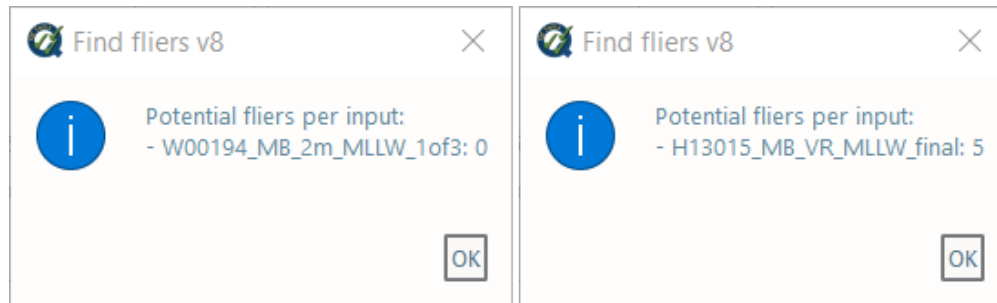 Find fliers v8
Potential fliers per input:
- W00194_MB_2m_MLLW_1of3: 0
OK
Find fliers v8
Potential fliers per input:
- H13015_MB_VR_MLLW_final: 5
OK